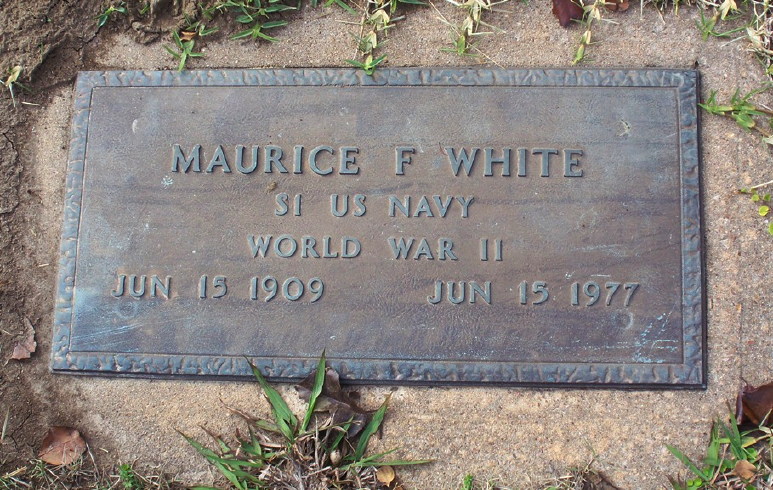 MAURICE F WHITE
S1 US NAVY
WORLD WAR II
JUN 15 1909 JUN 15 1977